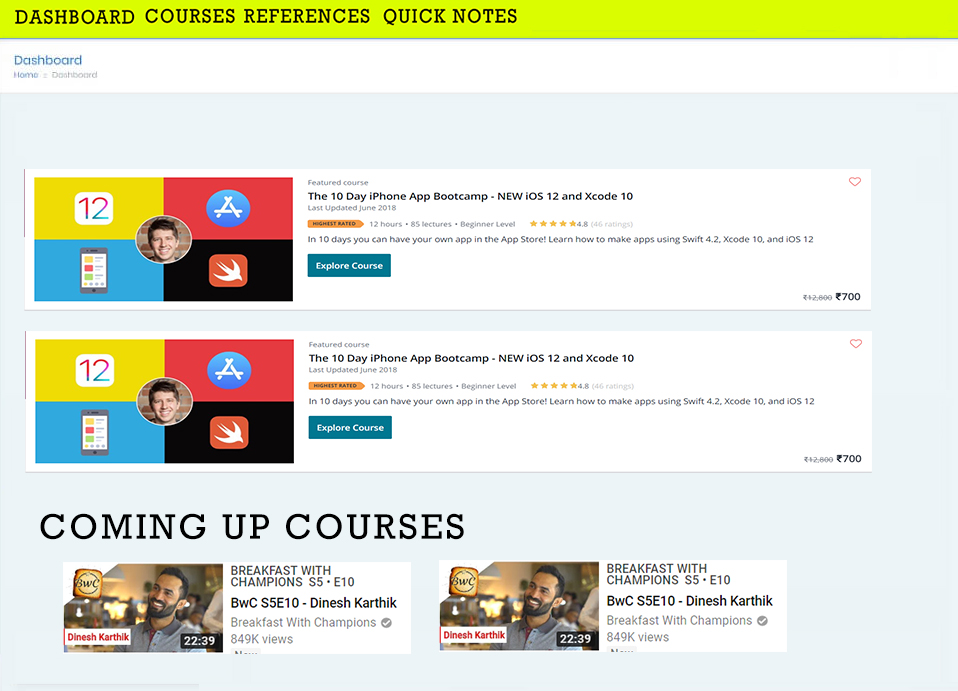 DASHBOARD COURSES REFERENCES QUICK NOTES
Dashboard
Home :: Dashboard
12
Featured course
The 10 Day iPhone App Bootcamp - NEW iOS 12 and Xcode 10
Last Updated June 2018
HIGHEST RATED 12 hours • 85 lectures • Beginner Level 4.8 (46 ratings)
In 10 days you can have your own app in the App Store! Learn how to make apps using Swift 4.2, Xcode 10, and iOS 12
Explore Course
₹12,800 ₹700
12
Featured course
The 10 Day iPhone App Bootcamp - NEW iOS 12 and Xcode 10
Last Updated June 2018
HIGHEST RATED 12 hours • 85 lectures • Beginner Level 4.8 (46 ratings)
In 10 days you can have your own app in the App Store! Learn how to make apps using Swift 4.2, Xcode 10, and iOS 12
Explore Course
₹12,800 ₹700
COMING UP COURSES
BwC
Dinesh Karthik
22:39
BREAKFAST WITH
CHAMPIONS S5 • E10
BwC S5E10 - Dinesh Karthik
Breakfast With Champions
849K views
New
BwC
Dinesh Karthik
22:39
BREAKFAST WITH
CHAMPIONS S5 • E10
BwC S5E10 - Dinesh Karthik
Breakfast With Champions
849K views
New